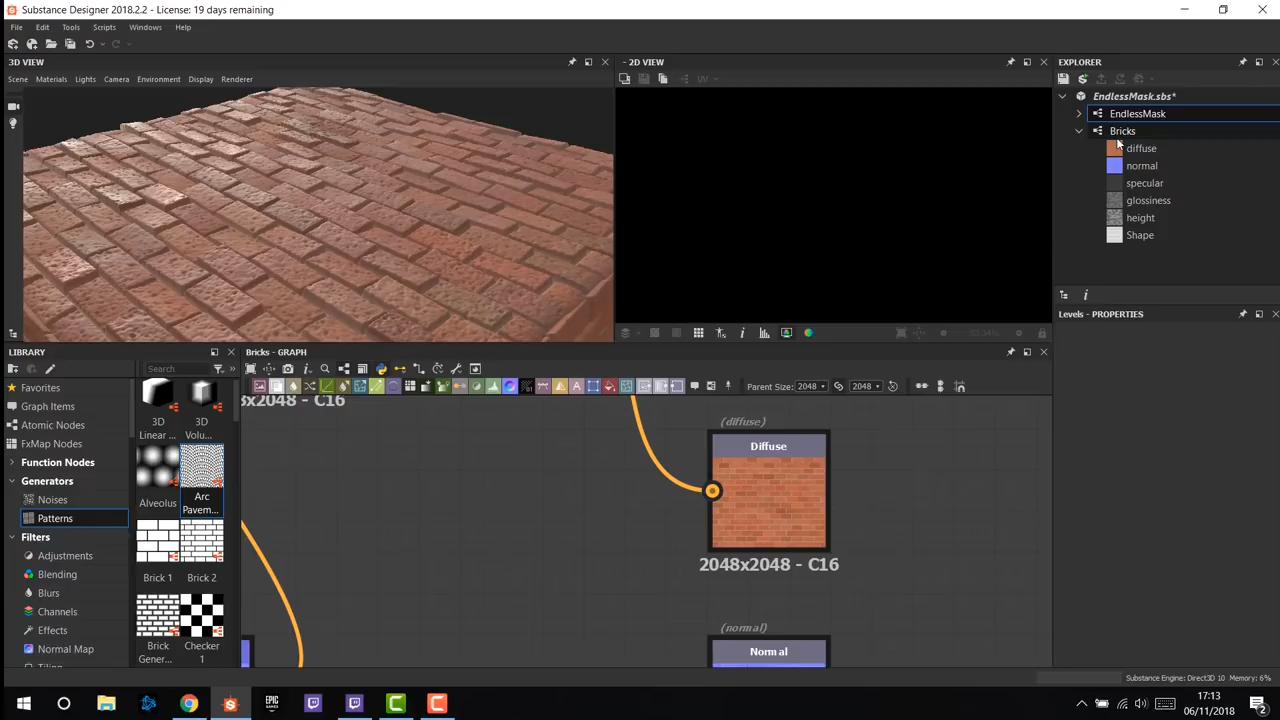 Substance Designer 2018.2.2 - License: 19 days remaining
File Edit Tools Scripts Windows Help
3D VIEW
Scene Materials Lights Camera Environment Display Renderer
- 2D VIEW
UV
EXPLORER
EndlessMask.sbs*
EndlessMask
Bricks
diffuse
normal
specular
glossiness
height
Shape
Levels - PROPERTIES
LIBRARY
Search
Favorites
Graph Items
Atomic Nodes
FxMap Nodes
Function Nodes
Generators
Noises
Patterns
Filters
Adjustments
Blending
Blurs
Channels
Effects
Normal Map
3D Linear ...
3D Volu...
Alveolus
Arc Pavem...
Brick 1
Brick 2
Brick Gener...
Checker 1
Bricks - GRAPH
Parent Size: 2048 2048
x2048 - C16
(diffuse)
Diffuse
2048x2048 - C16
(normal)
Normal
Substance Engine: Direct3D 10 Memory: 6%
EPIC GAMES
17:13
06/11/2018
2